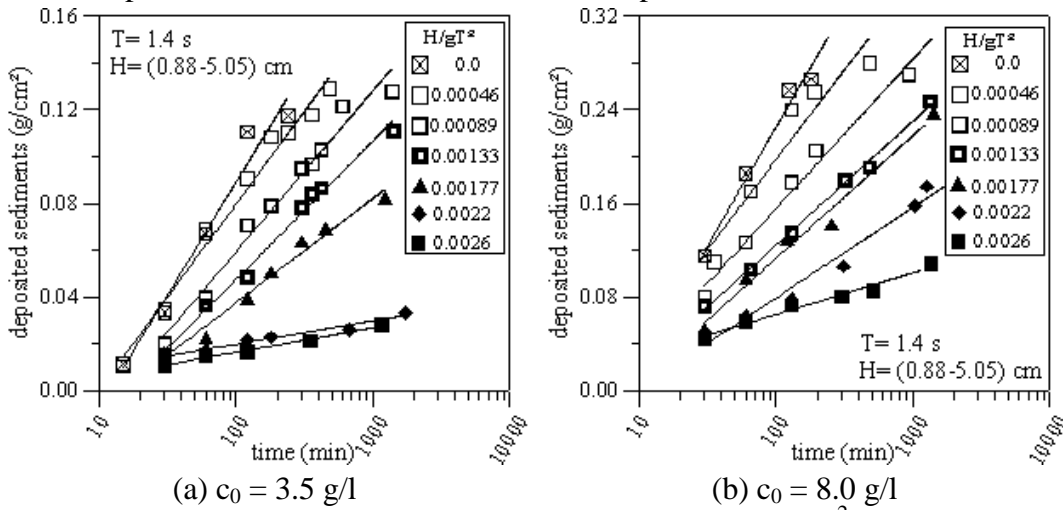 0.16
T= 1.4 s
H= (0.88-5.05) cm
H/gT²
0.0
0.00046
0.00089
0.00133
0.00177
0.0022
0.0026
0.12
0.08
0.04
0.00
deposited sediments (g/cm²)
10
100
1000
10000
time (min)
(a) c₀ = 3.5 g/l
0.32
H/gT²
0.0
0.00046
0.00089
0.00133
0.00177
0.0022
0.0026
0.24
0.16
0.08
0.00
deposited sediments (g/cm²)
T= 1.4 s
H= (0.88-5.05) cm
10
100
1000
10000
time (min)
(b) c₀ = 8.0 g/l